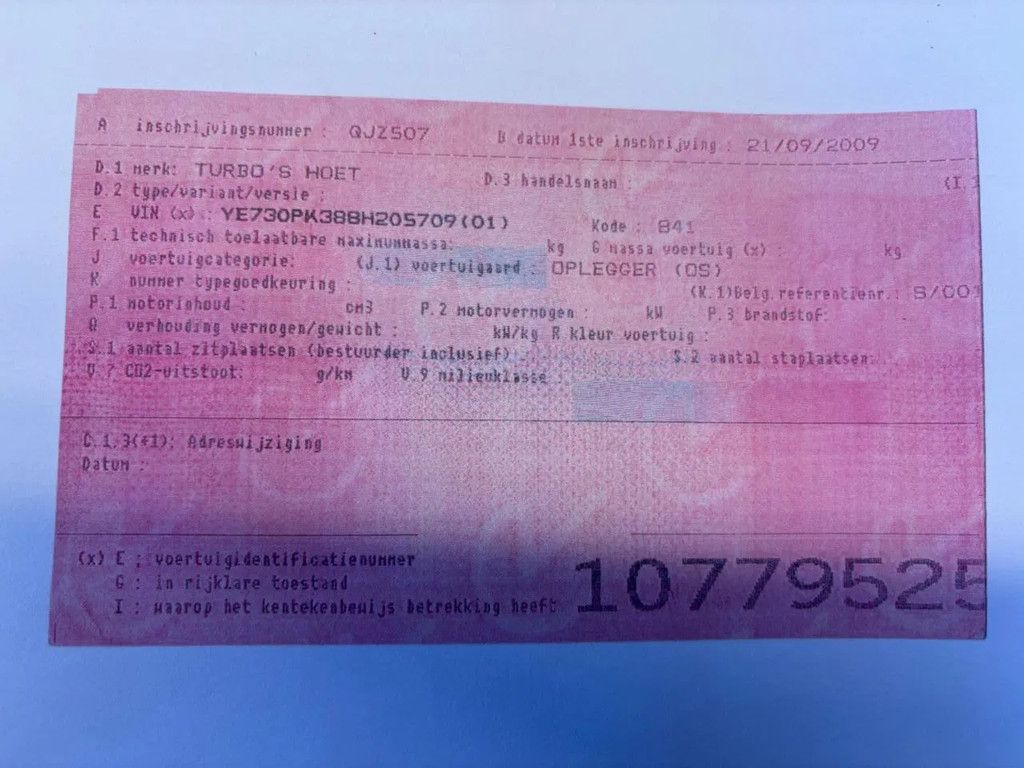 A inschrijvingsnummer : QJZ507 B datum 1ste inschrijving : 21/09/2009
D.1 merk: TURBO'S HOET D.3 handelsnaam : (I.
D.2 type/variant/versie :
E VIN (x) : YE730PK388H205709(01) Kode : 841
F.1 technisch toelaatbare maximummassa: kg G massa voertuig (x) : kg
J voertuigcategorie: (J.1) voertuigaard : OPLEGGER (OS)
K nummer typegoedkeuring : (K.1)Belg.referentienr.: S/001
P.1 motorinhoud : cm3 P.2 motorvermogen : kW P.3 brandstof:
Q verhouding vermogen/gewicht : kW/kg R kleur voertuig :
S.1 aantal zitplaatsen (bestuurder inclusief) : S.2 aantal staplaatsen:
V.7 CO2-uitstoot: g/km V.9 milieuklasse :
C.1.3(*1): Adreswijziging
Datum :
(x) E : voertuigidentificatienummer
G : in rijklare toestand
I : waarop het kentekenbewijs betrekking heeft
10779525